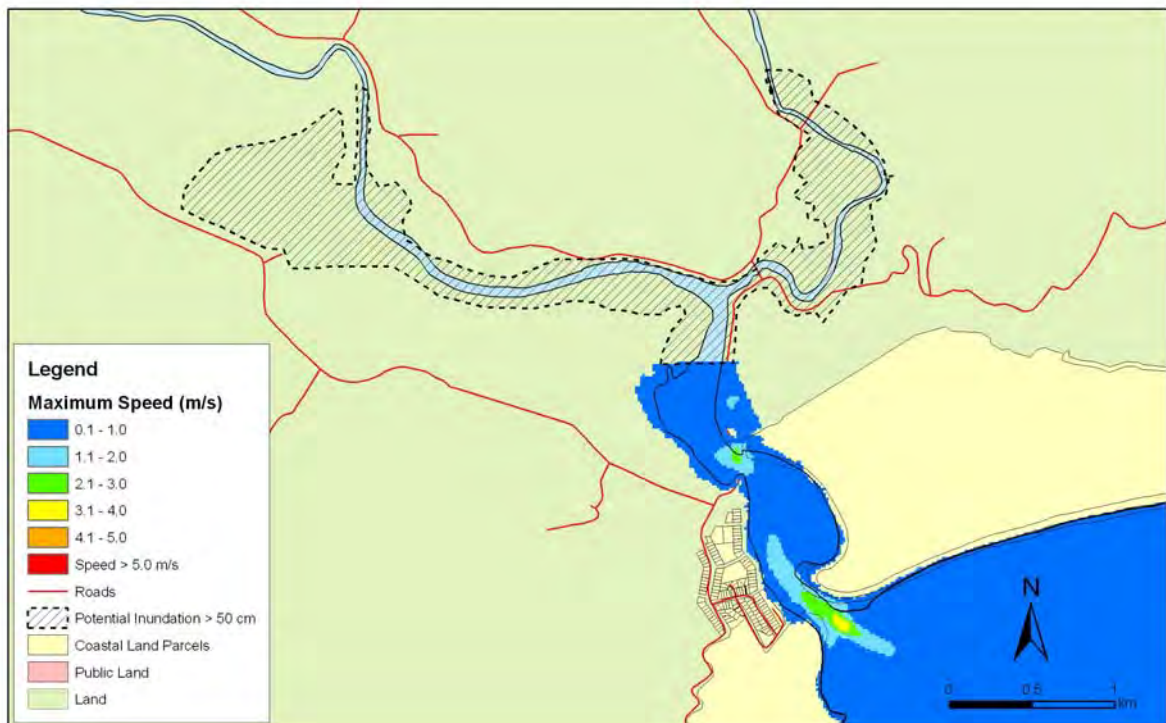 Legend
Maximum Speed (m/s)
0.1 - 1.0
1.1 - 2.0
2.1 - 3.0
3.1 - 4.0
4.1 - 5.0
Speed > 5.0 m/s
Roads
Potential Inundation > 50 cm
Coastal Land Parcels
Public Land
Land
N
0 0.5 1
km